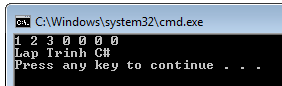 C:\Windows\system32\cmd.exe
1 2 3 0 0 0 0
Lap Trinh C#
Press any key to continue . . .